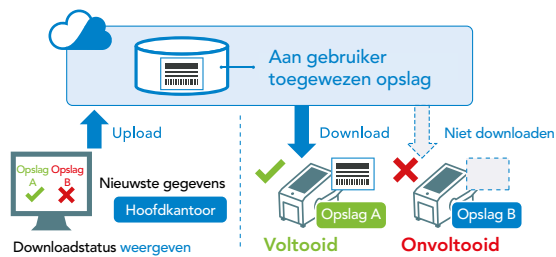 Aan gebruiker
toegewezen opslag
Upload
Download
Niet downloaden
Opslag Opslag
A B
Nieuwste gegevens
Hoofdkantoor
Opslag A
Opslag B
Downloadstatus weergeven
Voltooid
Onvoltooid